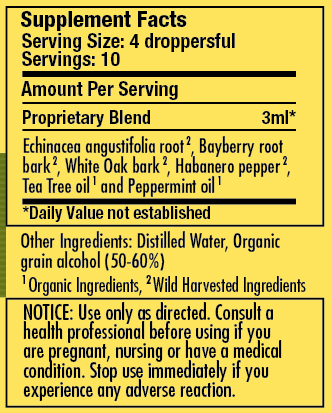 Supplement Facts
Serving Size: 4 droppersful
Servings: 10
Amount Per Serving
Proprietary Blend 3ml*
Echinacea angustifolia root², Bayberry root
bark², White Oak bark², Habanero pepper²,
Tea Tree oil¹ and Peppermint oil¹
*Daily Value not established
Other Ingredients: Distilled Water, Organic
grain alcohol (50-60%)
¹Organic Ingredients, ²Wild Harvested Ingredients
NOTICE: Use only as directed. Consult a
health professional before using if you
are pregnant, nursing or have a medical
condition. Stop use immediately if you
experience any adverse reaction.